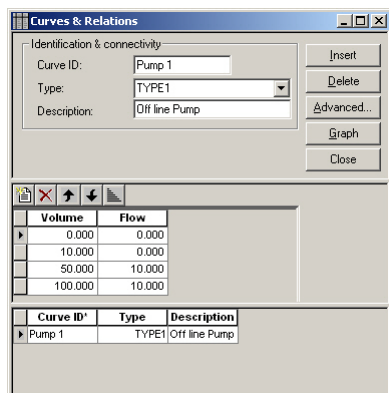 Curves & Relations
Identification & connectivity
Curve ID: Pump 1
Type: TYPE1
Description: Off line Pump
Insert
Delete
Advanced...
Graph
Close
Volume Flow
0.000 0.000
10.000 0.000
50.000 10.000
100.000 10.000
Curve ID* Type Description
Pump 1 TYPE1 Off line Pump